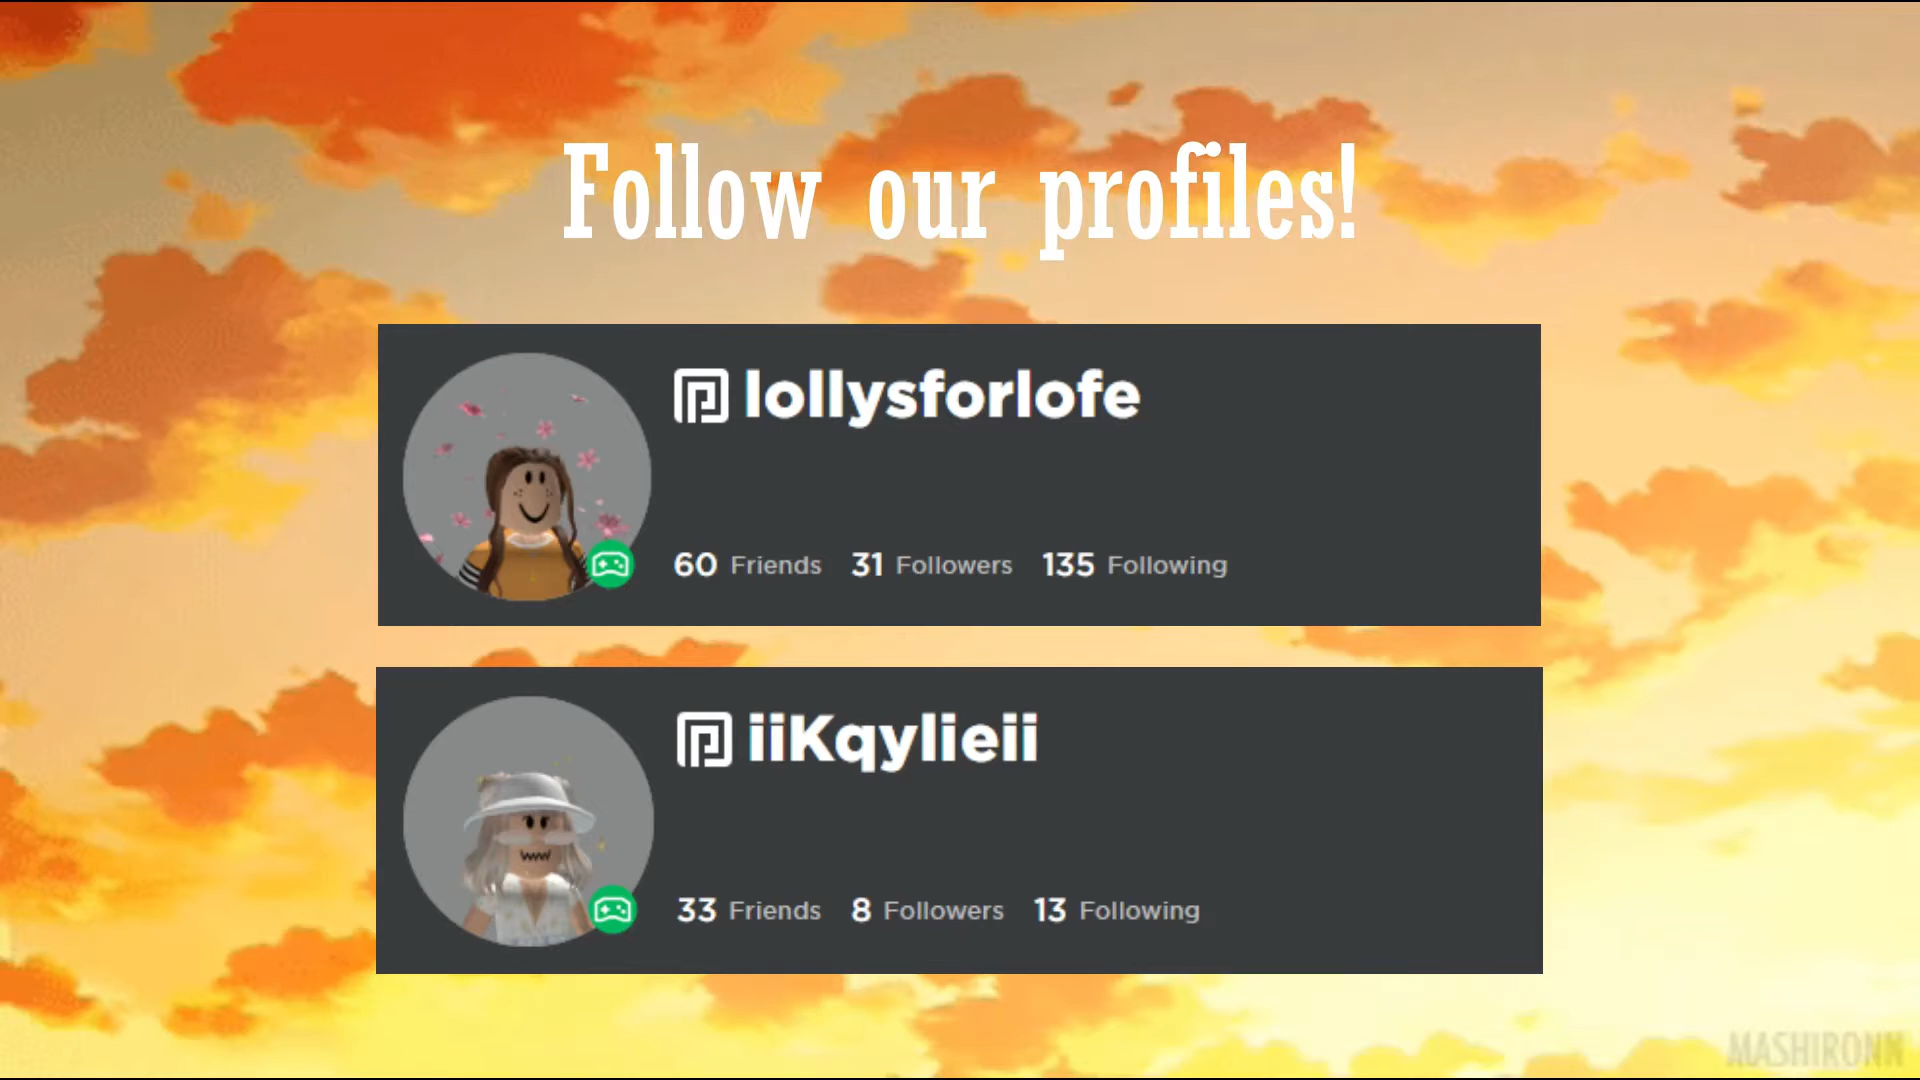 Follow our profiles!
lollysforlofe
60 Friends 31 Followers 135 Following
iiKqylieii
33 Friends 8 Followers 13 Following
MASHIRONN